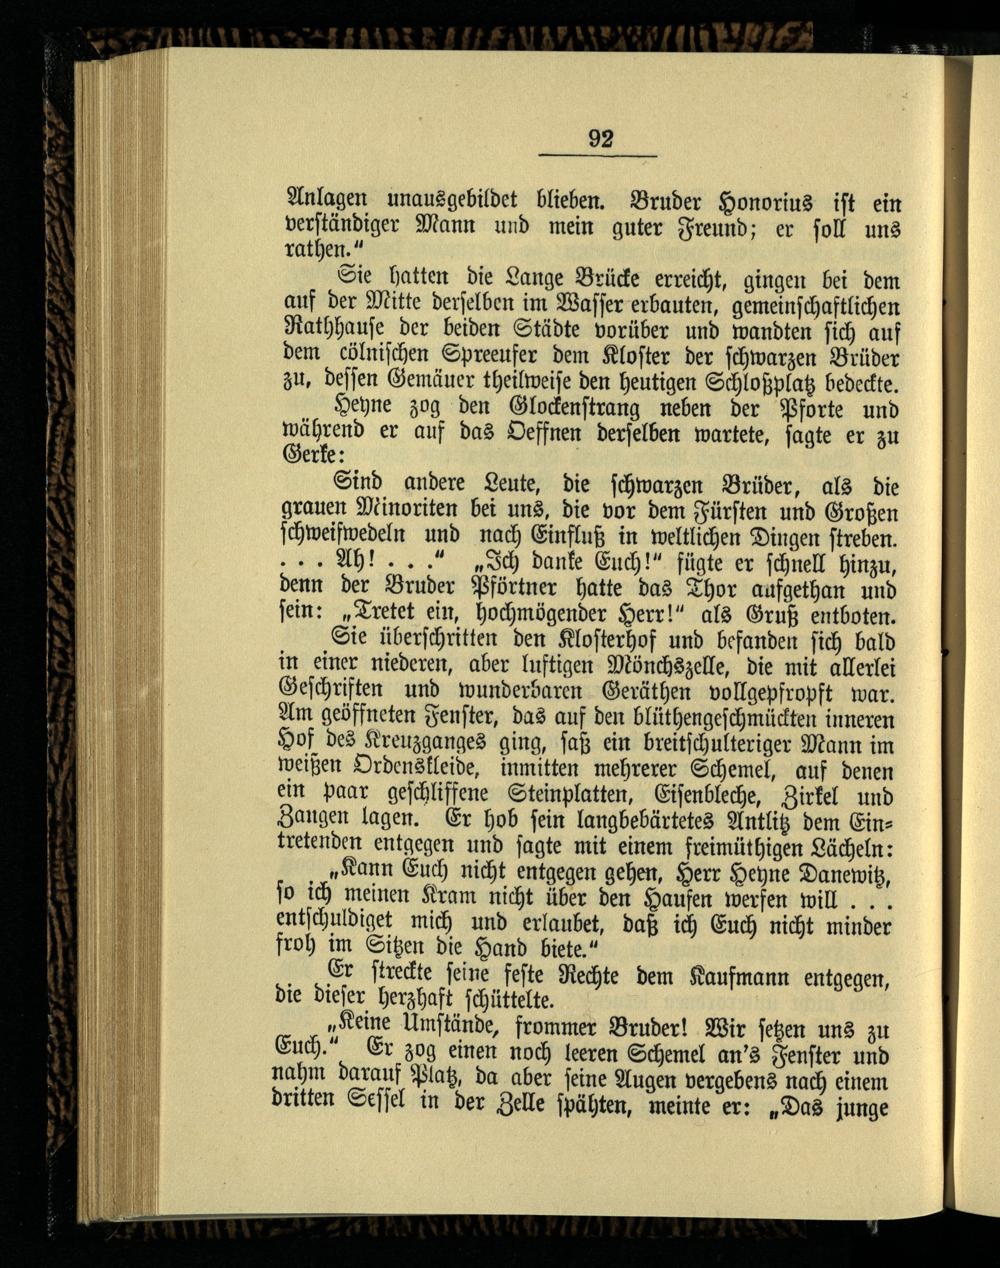 92
Anlagen unausgebildet blieben. Bruder Honorius ist ein
verständiger Mann und mein guter Freund; er soll uns
rathen."
Sie hatten die Lange Brücke erreicht, gingen bei dem
auf der Mitte derselben im Wasser erbauten, gemeinschaftlichen
Rathhause der beiden Städte vorüber und wandten sich auf
dem cölnischen Spreeufer dem Kloster der schwarzen Brüder
zu, dessen Gemäuer theilweise den heutigen Schloßplatz bedeckte.
Heyne zog den Glockenstrang neben der Pforte und
während er auf das Oeffnen derselben wartete, sagte er zu
Gerke:
Sind andere Leute, die schwarzen Brüder, als die
grauen Minoriten bei uns, die vor dem Fürsten und Großen
schweifwedeln und nach Einfluß in weltlichen Dingen streben.
. . . Ah! . . ." „Ich danke Euch!" fügte er schnell hinzu,
denn der Bruder Pförtner hatte das Thor aufgethan und
sein: „Tretet ein, hochmögender Herr!" als Gruß entboten.
Sie überschritten den Klosterhof und befanden sich bald
in einer niederen, aber luftigen Mönchszelle, die mit allerlei
Geschriften und wunderbaren Geräthen vollgepfropft war.
Am geöffneten Fenster, das auf den blüthengeschmückten inneren
Hof des Kreuzganges ging, saß ein breitschulteriger Mann im
weißen Ordenskleide, inmitten mehrerer Schemel, auf denen
ein paar geschliffene Steinplatten, Eisenbleche, Zirkel und
Zangen lagen. Er hob sein langbebärtetes Antlitz dem Ein-
tretenden entgegen und sagte mit einem freimüthigen Lächeln:
„Kann Euch nicht entgegen gehen, Herr Heyne Danewitz,
so ich meinen Kram nicht über den Haufen werfen will . . .
entschuldiget mich und erlaubet, daß ich Euch nicht minder
froh im Sitzen die Hand biete."
Er streckte seine feste Rechte dem Kaufmann entgegen,
die dieser herzhaft schüttelte.
„Keine Umstände, frommer Bruder! Wir setzen uns zu
Euch." Er zog einen noch leeren Schemel an's Fenster und
nahm darauf Platz, da aber seine Augen vergebens nach einem
dritten Sessel in der Zelle spähten, meinte er: „Das junge